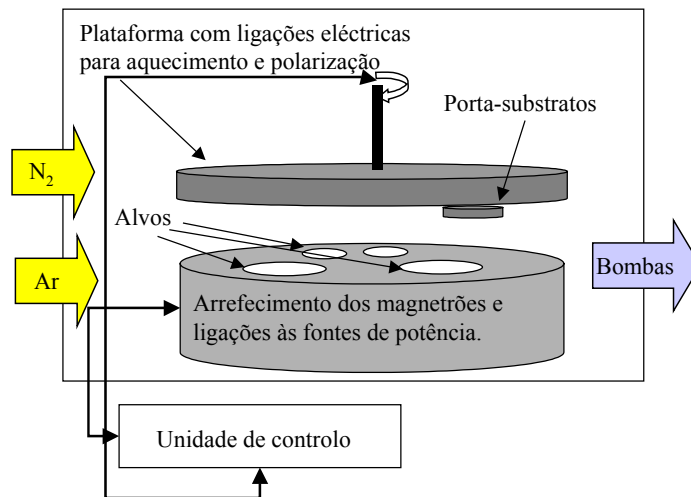 Plataforma com ligações eléctricas
para aquecimento e polarização
Porta-substratos
N2
Alvos
Ar
Bombas
Arrefecimento dos magnetrões e
ligações às fontes de potência.
Unidade de controlo